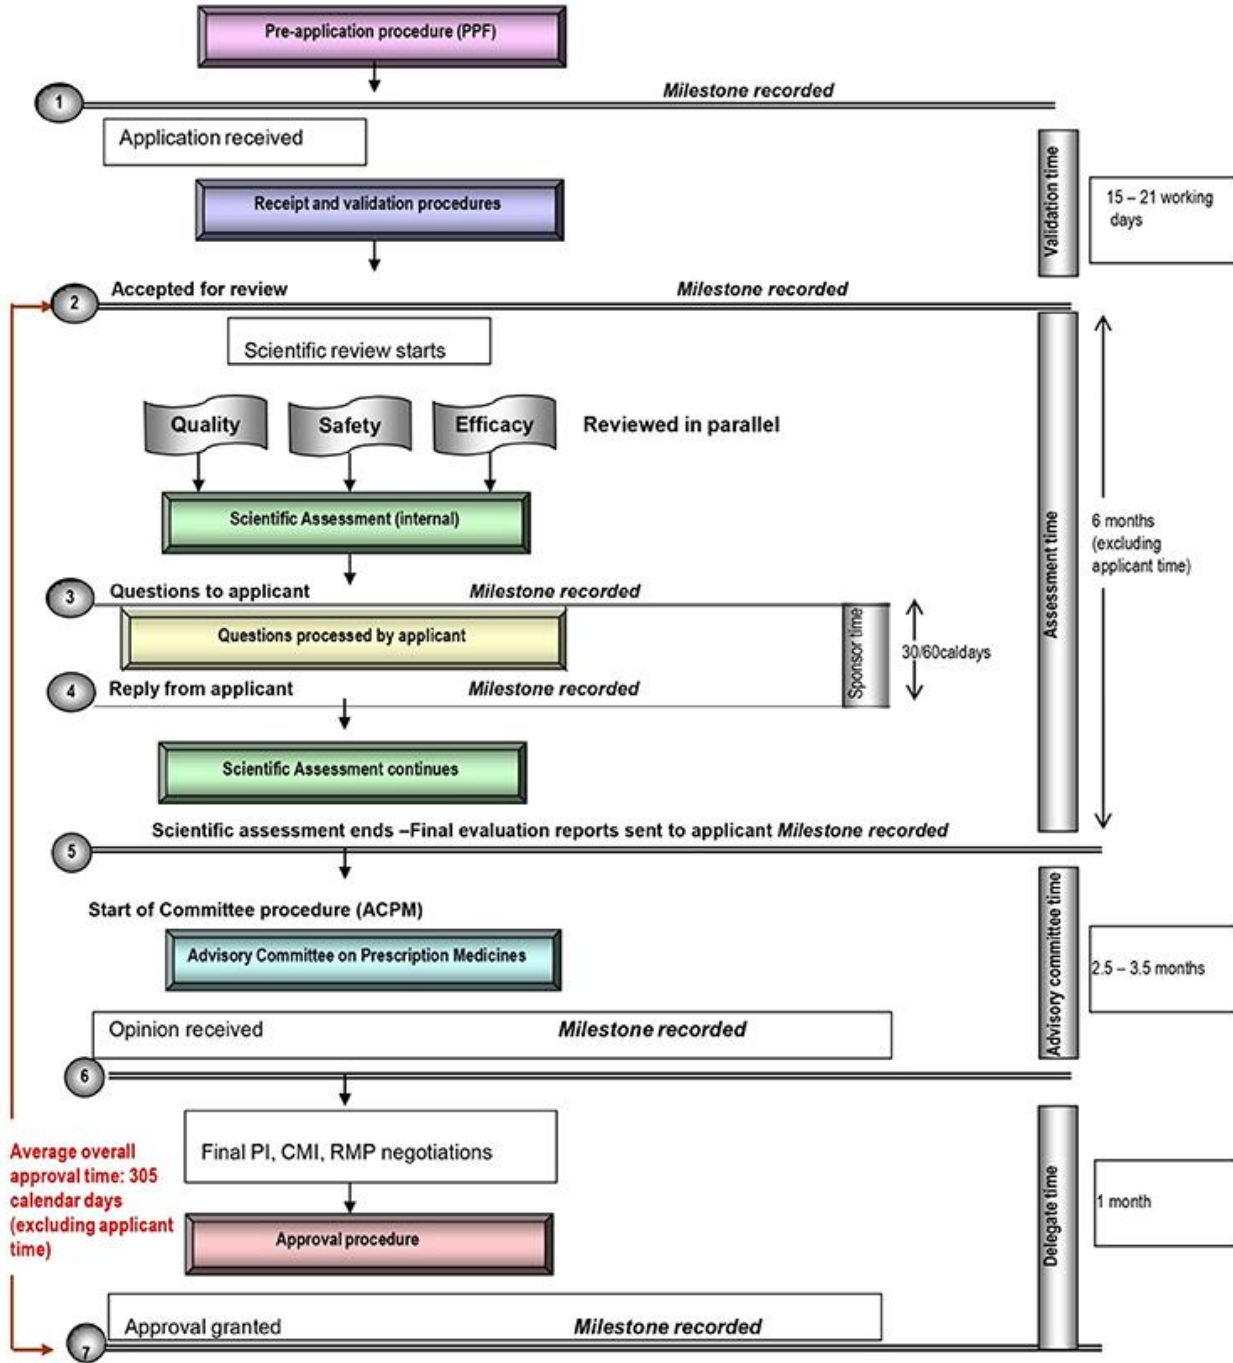 Pre-application procedure (PPF)
Milestone recorded
1
Application received
Receipt and validation procedures
Validation time
15 – 21 working
days
2
Accepted for review
Milestone recorded
Scientific review starts
Quality
Safety
Efficacy
Reviewed in parallel
Scientific Assessment (internal)
Assessment time
6 months
(excluding
applicant time)
3
Questions to applicant
Milestone recorded
Questions processed by applicant
Sponsor time
30/60caldays
4
Reply from applicant
Milestone recorded
Scientific Assessment continues
Scientific assessment ends –Final evaluation reports sent to applicant Milestone recorded
5
Start of Committee procedure (ACPM)
Advisory Committee on Prescription Medicines
Advisory committee time
2.5 – 3.5 months
Opinion received
Milestone recorded
6
Final PI, CMI, RMP negotiations
Average overall
approval time: 305
calendar days
(excluding applicant
time)
Approval procedure
Delegate time
1 month
Approval granted
Milestone recorded
7